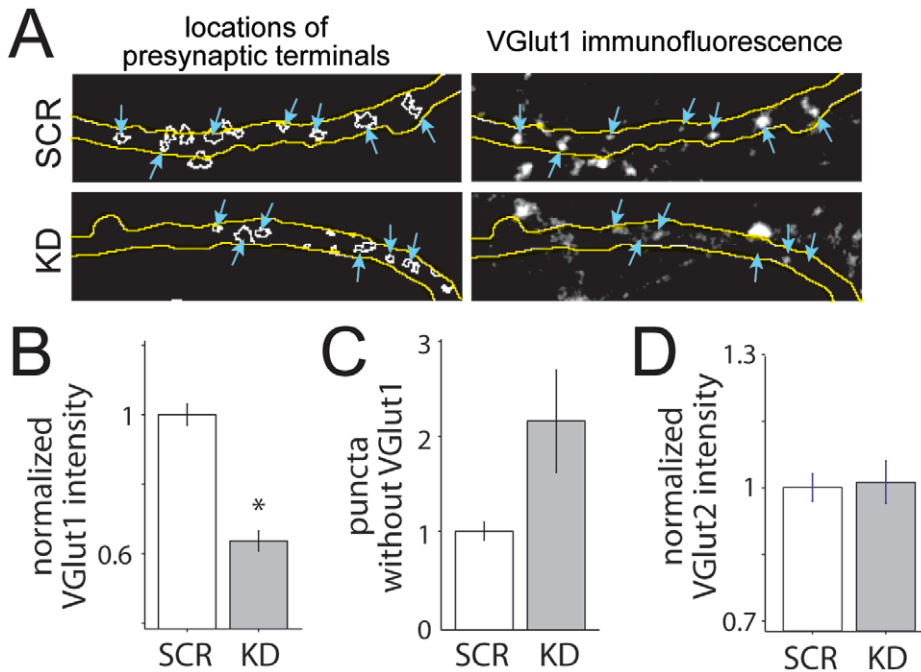 A
locations of
presynaptic terminals
VGlut1 immunofluorescence
SCR
KD
B
normalized
VGlut1 intensity
1
0.6
*
SCR KD
C
puncta
without VGlut1
3
2
1
0
SCR KD
D
normalized
VGlut2 intensity
1.3
1
0.7
SCR KD